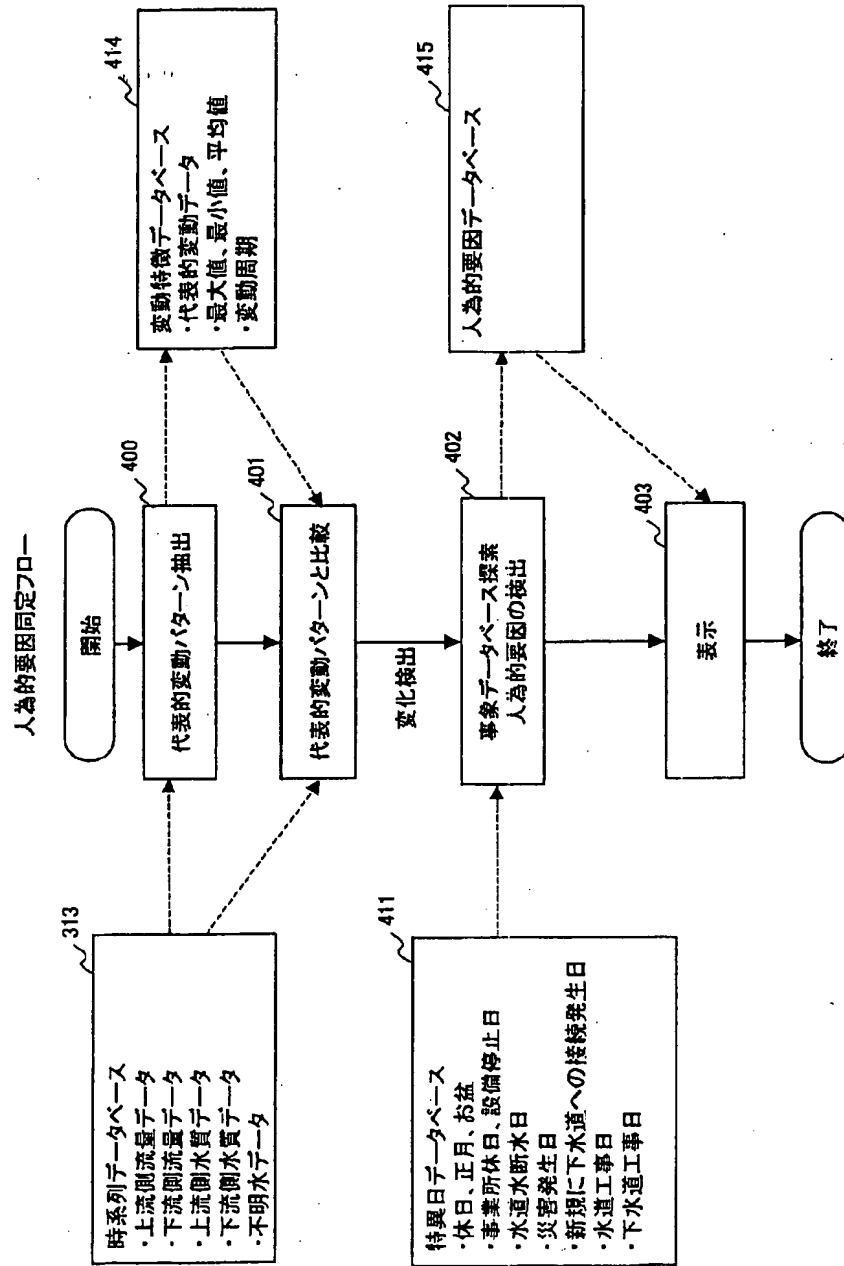 人為的要因同定フロー
開始
400
代表的変動パターン抽出
401
代表的変動パターンと比較
変化検出
402
事象データベース探索
人為的要因の検出
403
表示
終了
313
時系列データベース
・上流側流量データ
・下流側流量データ
・上流側水質データ
・下流側水質データ
・不明水データ
411
特異日データベース
・休日、正月、お盆
・事業所休日、設備停止日
・水道水断水日
・災害発生日
・新規に下水道への接続発生日
・水道工事日
・下水道工事日
414
変動特徴データベース
・代表的変動データ
・最大値、最小値、平均値
・変動周期
415
人為的要因データベース